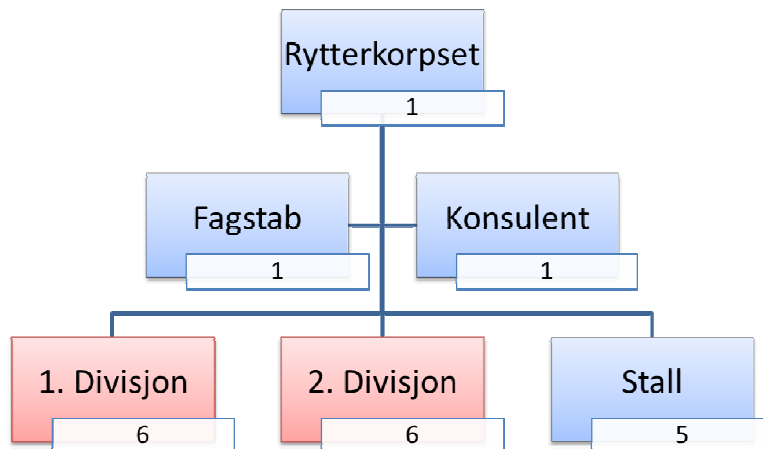 Rytterkorpset
1
Fagstab
1
Konsulent
1
1. Divisjon
6
2. Divisjon
6
Stall
5